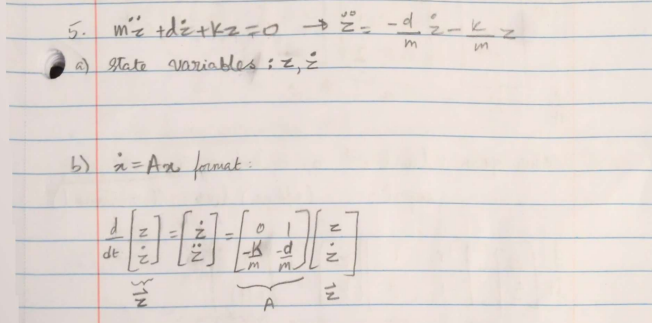 5. mz̈ + dż + kz = 0 → z̈ = -d/m ż - k/m z
a) State variables : z, ż
b) ẋ = Ax format :
d/dt [z; ż] = [ż; z̈] = [0 1; -k/m -d/m] [z; ż]
z⃗ A z⃗